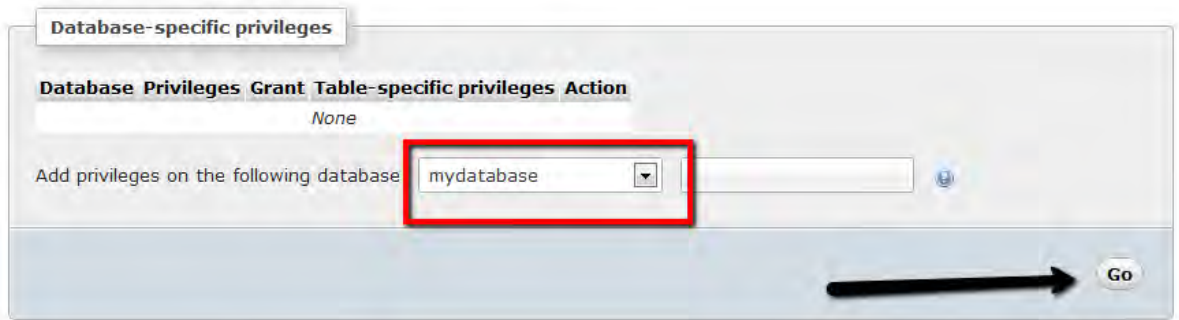 Database-specific privileges
Database Privileges Grant Table-specific privileges Action
None
Add privileges on the following database mydatabase
Go